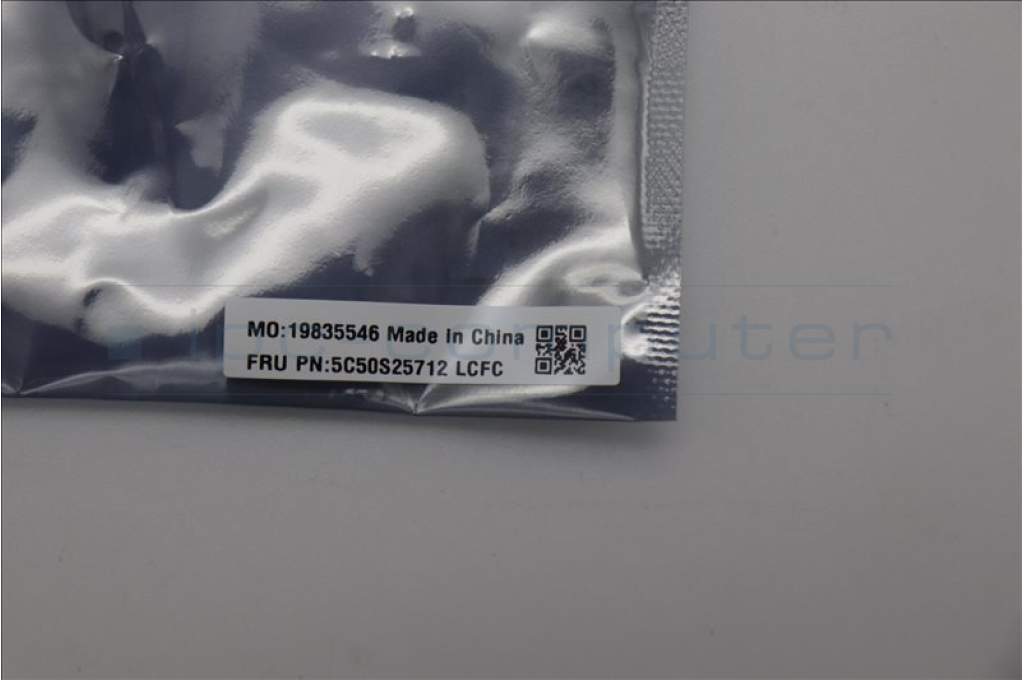 MO:19835546 Made in China
FRU PN:5C50S25712 LCFC